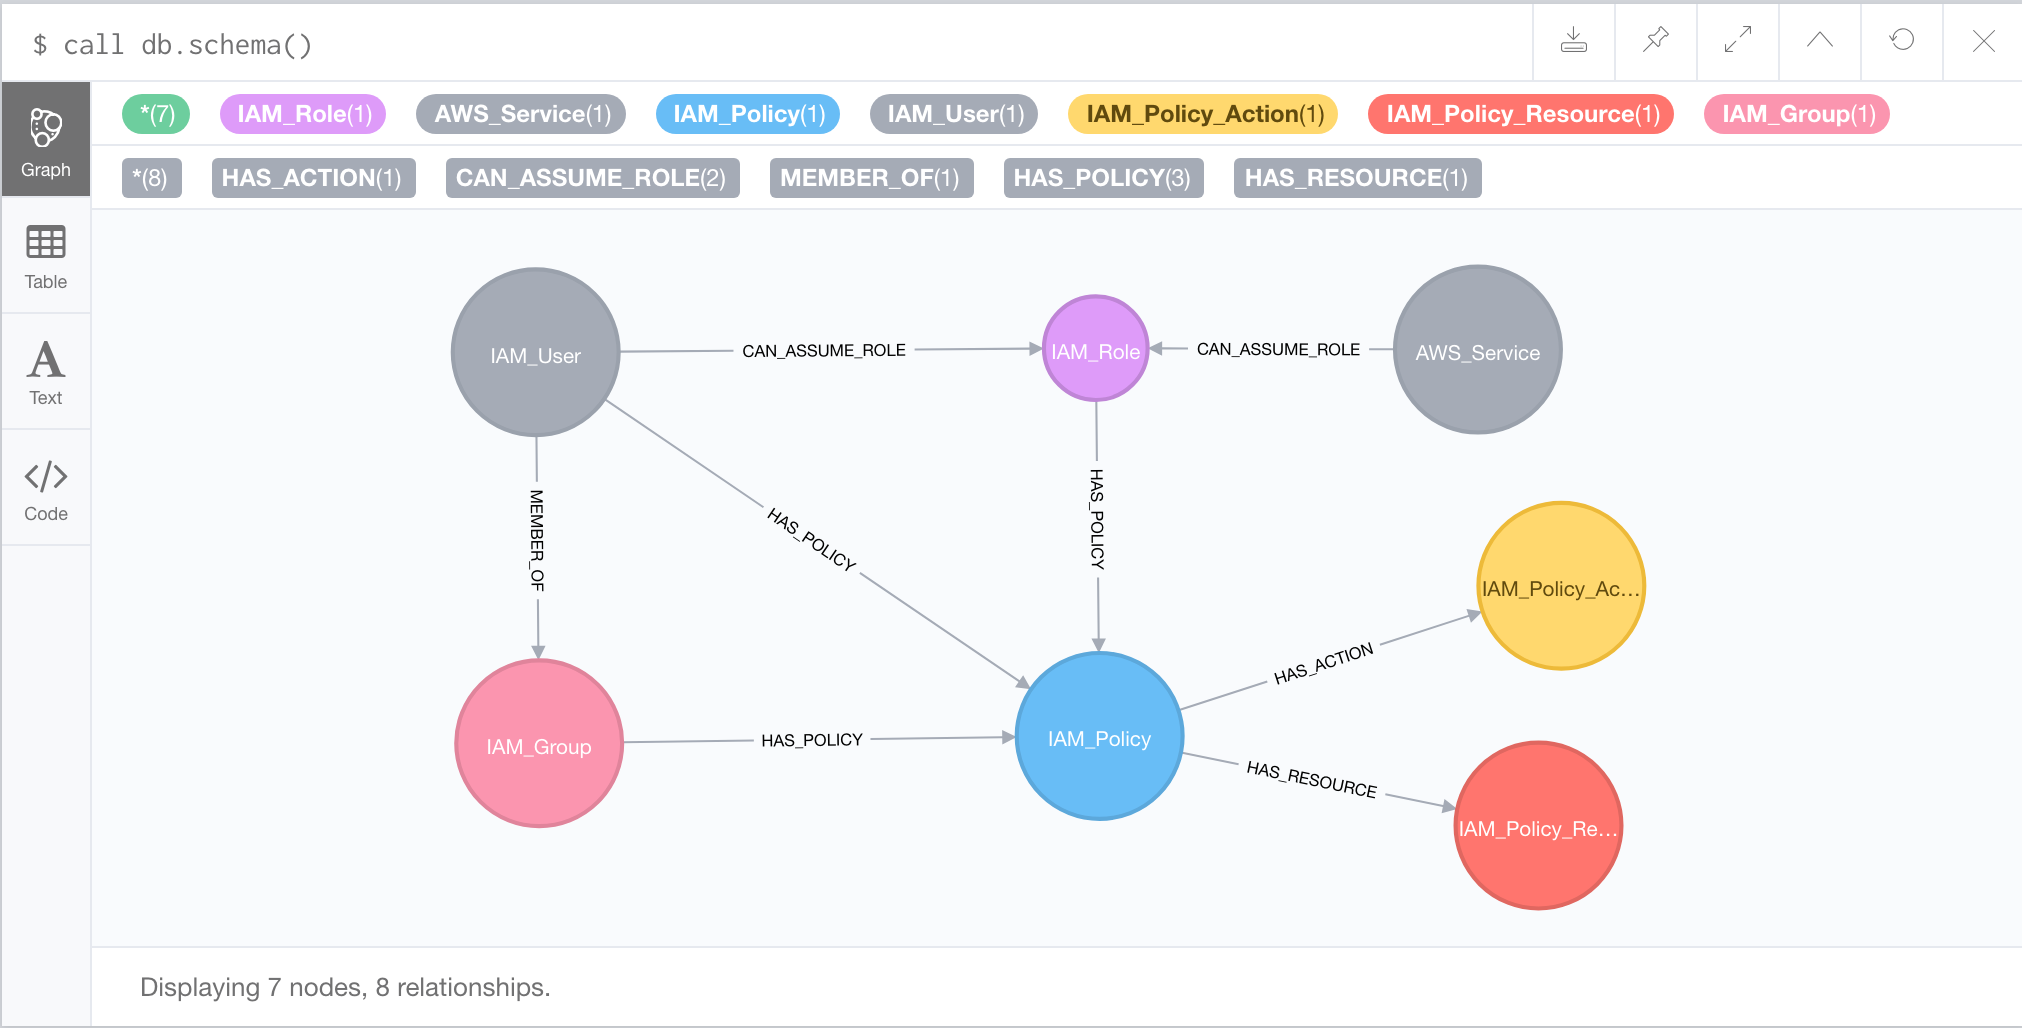 $ call db.schema()
*(7) IAM_Role(1) AWS_Service(1) IAM_Policy(1) IAM_User(1) IAM_Policy_Action(1) IAM_Policy_Resource(1) IAM_Group(1)
*(8) HAS_ACTION(1) CAN_ASSUME_ROLE(2) MEMBER_OF(1) HAS_POLICY(3) HAS_RESOURCE(1)
Graph
Table
Text
Code
IAM_User
CAN_ASSUME_ROLE
IAM_Role
CAN_ASSUME_ROLE
AWS_Service
MEMBER_OF
HAS_POLICY
HAS_POLICY
IAM_Policy_Ac...
HAS_ACTION
IAM_Group
HAS_POLICY
IAM_Policy
HAS_RESOURCE
IAM_Policy_Re...
Displaying 7 nodes, 8 relationships.